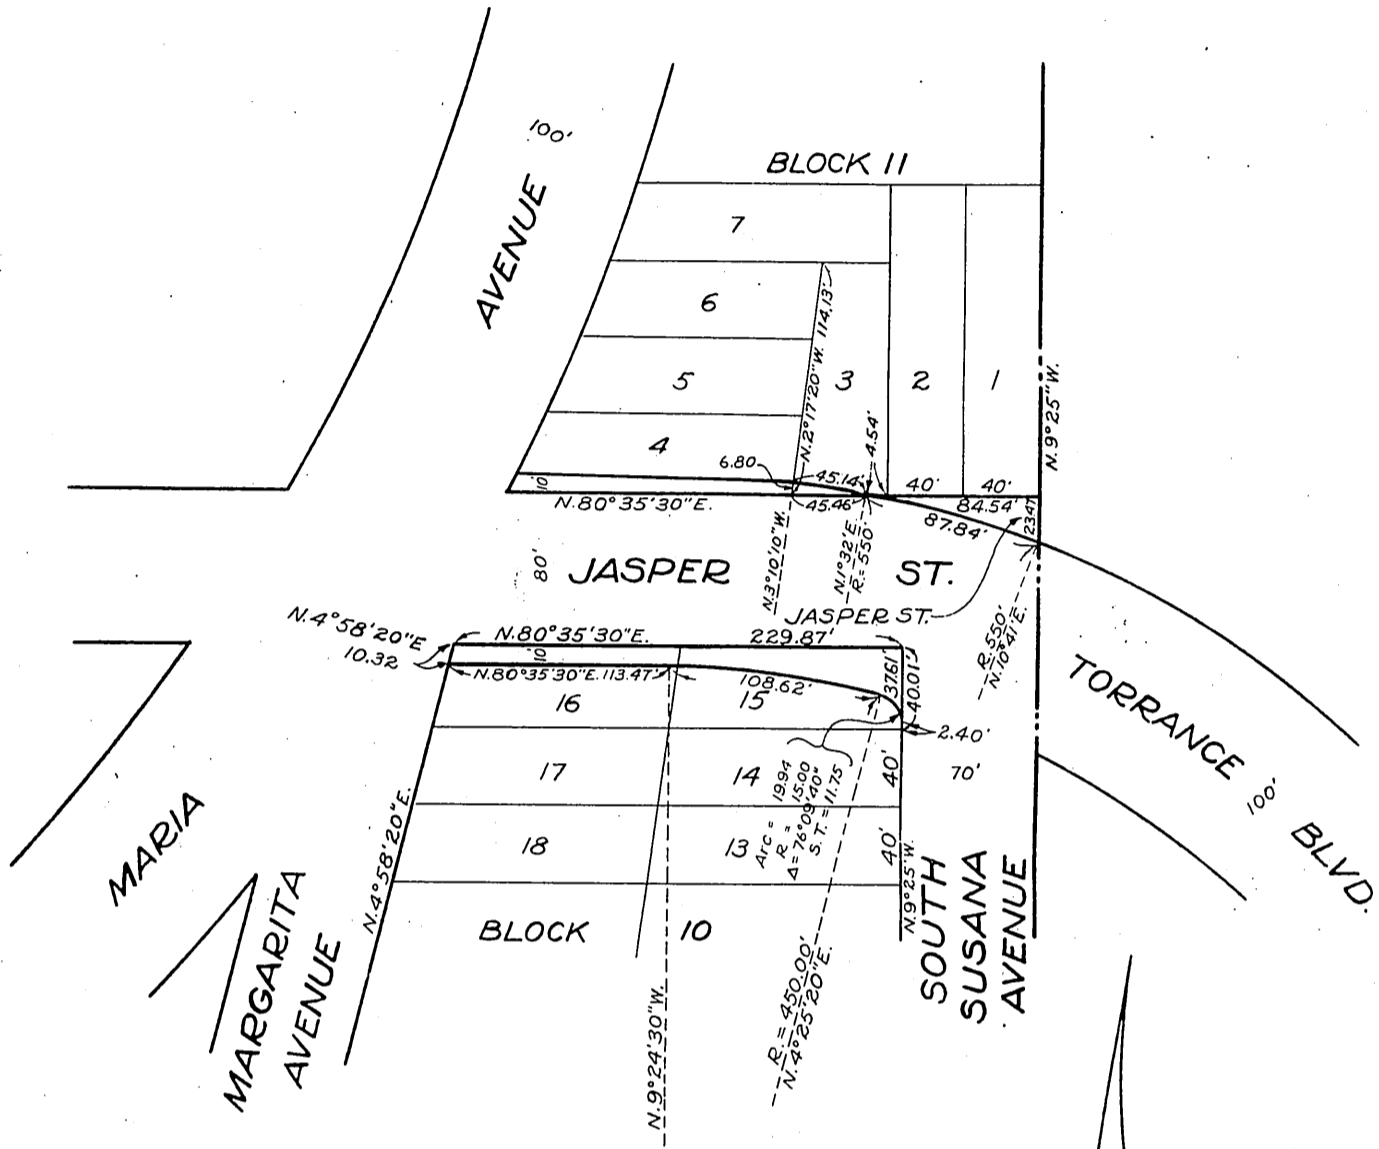 100'
AVENUE
BLOCK 11
7
6
5
4
3
2
1
N.2°17'20"W. 114.13'
N.9°25"W.
4.54'
6.80
45.14'
40'
40'
10'
N.80°35'30"E.
45.46'
84.54'
87.84'
23.47
80'
JASPER ST.
N.3°10'10"W.
N.1°32'E.
R.=550'
JASPER ST.
R.550'
N.10°41'E.
N.4°58'20"E
10.32
N.80°35'30"E.
229.87'
10'
N.80°35'30"E.113.47'
108.62'
37.61'
40.01'
16
15
2.40'
17
14
40'
70'
18
13
40'
Arc = 19.94
R = 15.00
Δ=76°09'40"
S.T.=11.75
TORRANCE 100' BLVD.
MARIA
N.4°58'20"E.
MARGARITA
AVENUE
BLOCK 10
N.9°25'W.
SOUTH
SUSANA
AVENUE
N.9°24'30"W.
R.=450.00'
N.4°25'20"E.